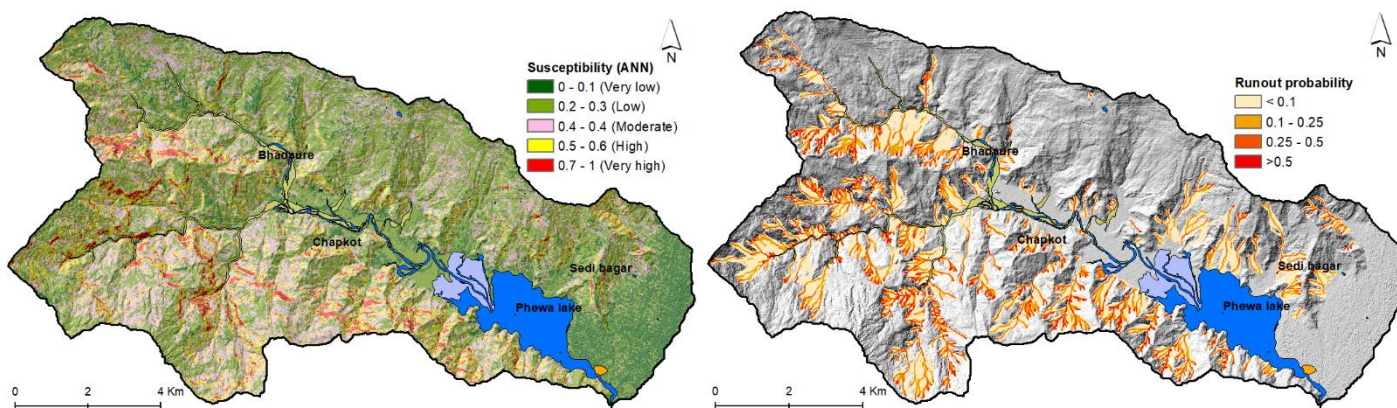 N
Susceptibility (ANN)
0 - 0.1 (Very low)
0.2 - 0.3 (Low)
0.4 - 0.4 (Moderate)
0.5 - 0.6 (High)
0.7 - 1 (Very high)
Bhadaure
Chapkot
Sedi bagar
Phewa lake
0 2 4 Km
N
Runout probability
< 0.1
0.1 - 0.25
0.25 - 0.5
>0.5
Bhadaure
Chapkot
Sedi bagar
Phewa lake
0 2 4 Km